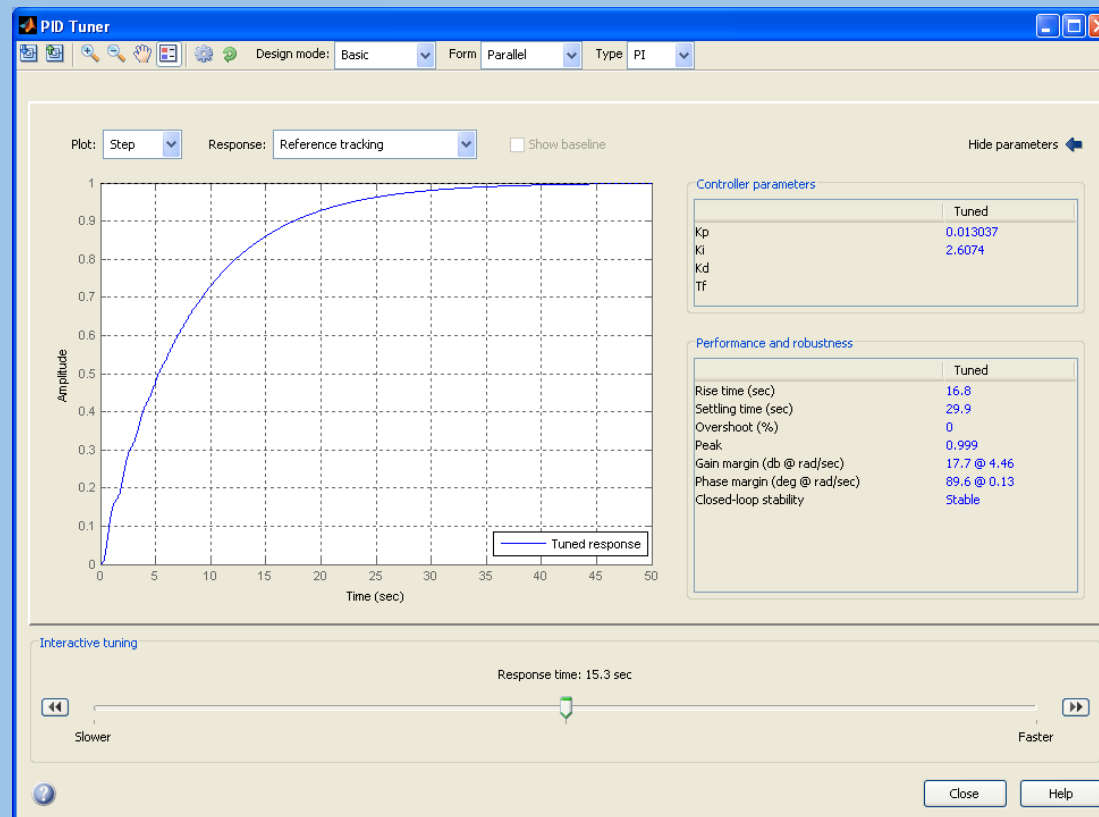 PID Tuner
Design mode: Basic Form Parallel Type PI
Plot: Step Response: Reference tracking Show baseline Hide parameters
1
0.9
0.8
0.7
0.6
0.5
0.4
0.3
0.2
0.1
0
Amplitude
0 5 10 15 20 25 30 35 40 45 50
Time (sec)
Tuned response
Controller parameters
Tuned
Kp 0.013037
Ki 2.6074
Kd
Tf
Performance and robustness
Tuned
Rise time (sec) 16.8
Settling time (sec) 29.9
Overshoot (%) 0
Peak 0.999
Gain margin (db @ rad/sec) 17.7 @ 4.46
Phase margin (deg @ rad/sec) 89.6 @ 0.13
Closed-loop stability Stable
Interactive tuning
Response time: 15.3 sec
Slower Faster
? Close Help